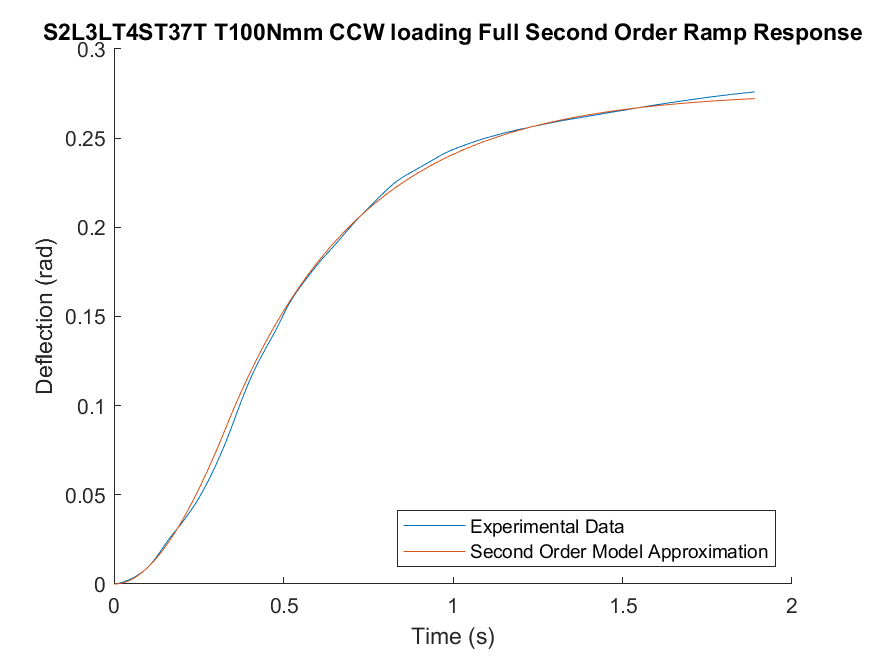 S2L3LT4ST37T T100Nmm CCW loading Full Second Order Ramp Response
0.3
0.25
0.2
0.15
0.1
0.05
0
Deflection (rad)
Experimental Data
Second Order Model Approximation
0 0.5 1 1.5 2
Time (s)